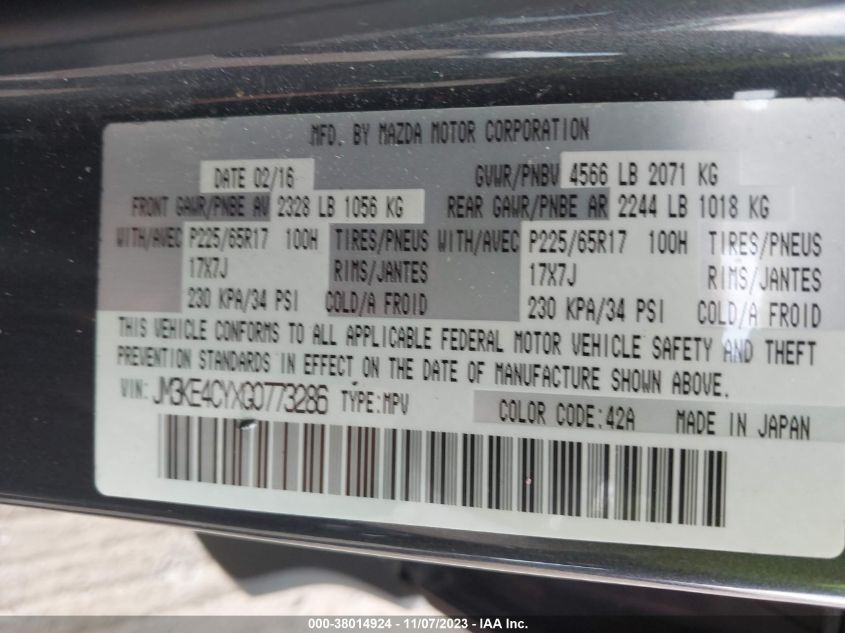 MFD. BY MAZDA MOTOR CORPORATION
DATE 02/16 GVWR/PNBV 4566 LB 2071 KG
FRONT GAWR/PNBE AV 2328 LB 1056 KG REAR GAWR/PNBE AR 2244 LB 1018 KG
WITH/AVEC P225/65R17 100H TIRES/PNEUS WITH/AVEC P225/65R17 100H TIRES/PNEUS
17X7J RIMS/JANTES 17X7J RIMS/JANTES
230 KPA/34 PSI COLD/A FROID 230 KPA/34 PSI COLD/A FROID
THIS VEHICLE CONFORMS TO ALL APPLICABLE FEDERAL MOTOR VEHICLE SAFETY AND THEFT
PREVENTION STANDARDS IN EFFECT ON THE DATE OF MANUFACTURE SHOWN ABOVE.
VIN: JM3KE4CYXG0773286 TYPE:MPV COLOR CODE:42A MADE IN JAPAN
000-38014924 - 11/07/2023 - IAA Inc.